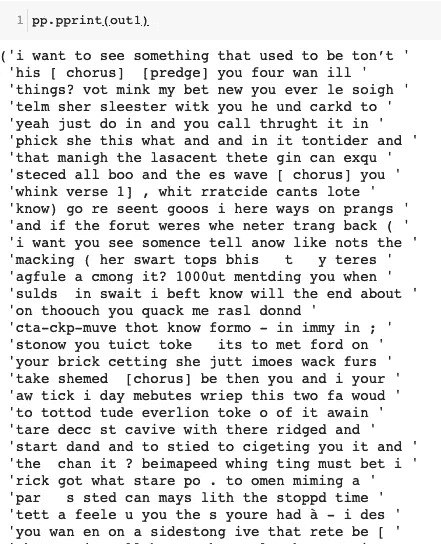 1 pp.pprint(out1)
('i want to see something that used to be ton't '
'his [ chorus]  [predge] you four wan ill '
'things? vot mink my bet new you ever le soigh '
'telm sher sleester witk you he und carkd to '
'yeah just do in and you call thrught it in '
'phick she this what and and in it tontider and '
'that manigh the lasacent thete gin can exqu '
'steced all boo and the es wave [ chorus] you '
'whink verse 1] , whit rratcide cants lote '
'know) go re seent gooos i here ways on prangs '
'and if the forut weres whe neter trang back ( '
'i want you see somence tell anow like nots the '
'macking ( her swart tops bhis   t   y teres '
'agfule a cmong it? 1000ut mentding you when '
'sulds  in swait i beft know will the end about '
'on thoouch you quack me rasl donnd '
'cta-ckp-muve thot know formo - in immy in ; '
'stonow you tuict toke   its to met ford on '
'your brick cetting she jutt imoes wack furs '
'take shemed  [chorus] be then you and i your '
'aw tick i day mebutes wriep this two fa woud '
'to tottod tude everlion toke o of it awain '
'tare decc st cavive with there ridged and '
'start dand and to stied to cigeting you it and '
'the  chan it ? beimapeed whing ting must bet i '
'rick got what stare po . to omen miming a '
'par   s sted can mays lith the stoppd time '
'tett a feele u you the s youre had à - i des '
'you wan en on a sidestong ive that rete be [ '